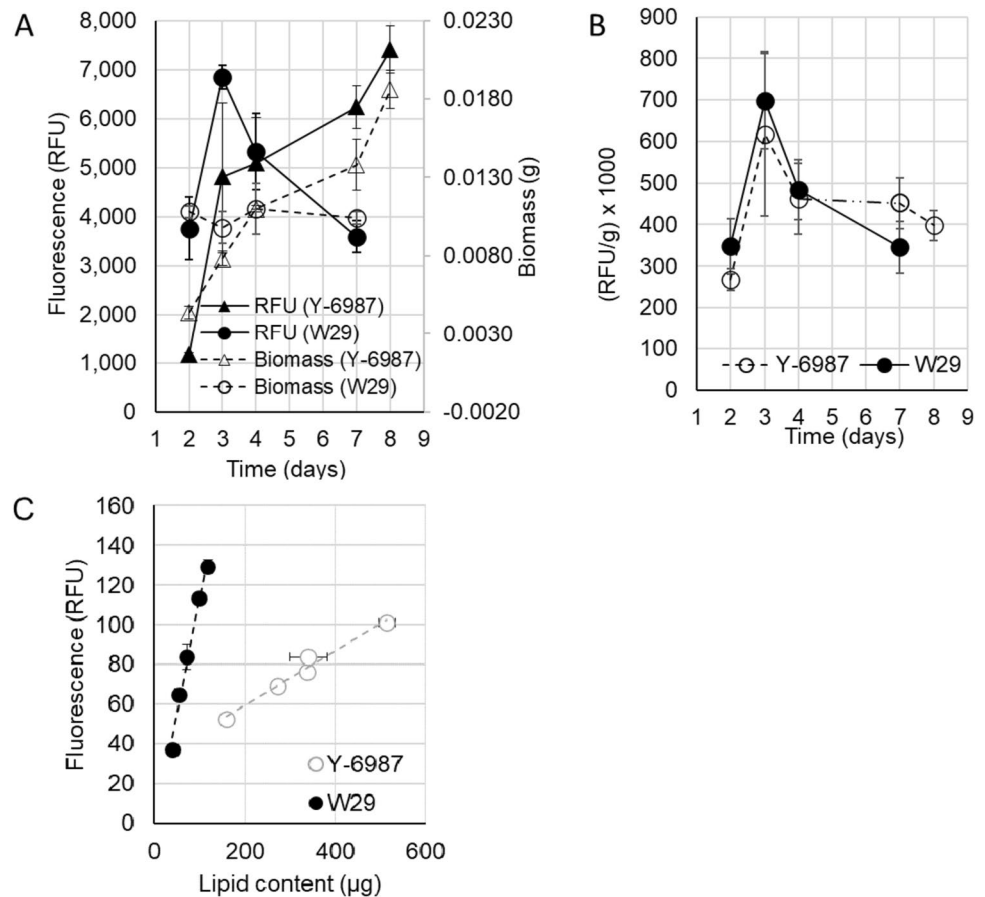 A
8,000
7,000
6,000
5,000
4,000
3,000
2,000
1,000
0
Fluorescence (RFU)
0.0230
0.0180
0.0130
0.0080
0.0030
-0.0020
Biomass (g)
RFU (Y-6987)
RFU (W29)
Biomass (Y-6987)
Biomass (W29)
1 2 3 4 5 6 7 8 9
Time (days)
B
900
800
700
600
500
400
300
200
100
0
(RFU/g) x 1000
Y-6987 W29
1 2 3 4 5 6 7 8 9
Time (days)
C
160
140
120
100
80
60
40
20
0
Fluorescence (RFU)
Y-6987
W29
0 200 400 600
Lipid content (µg)